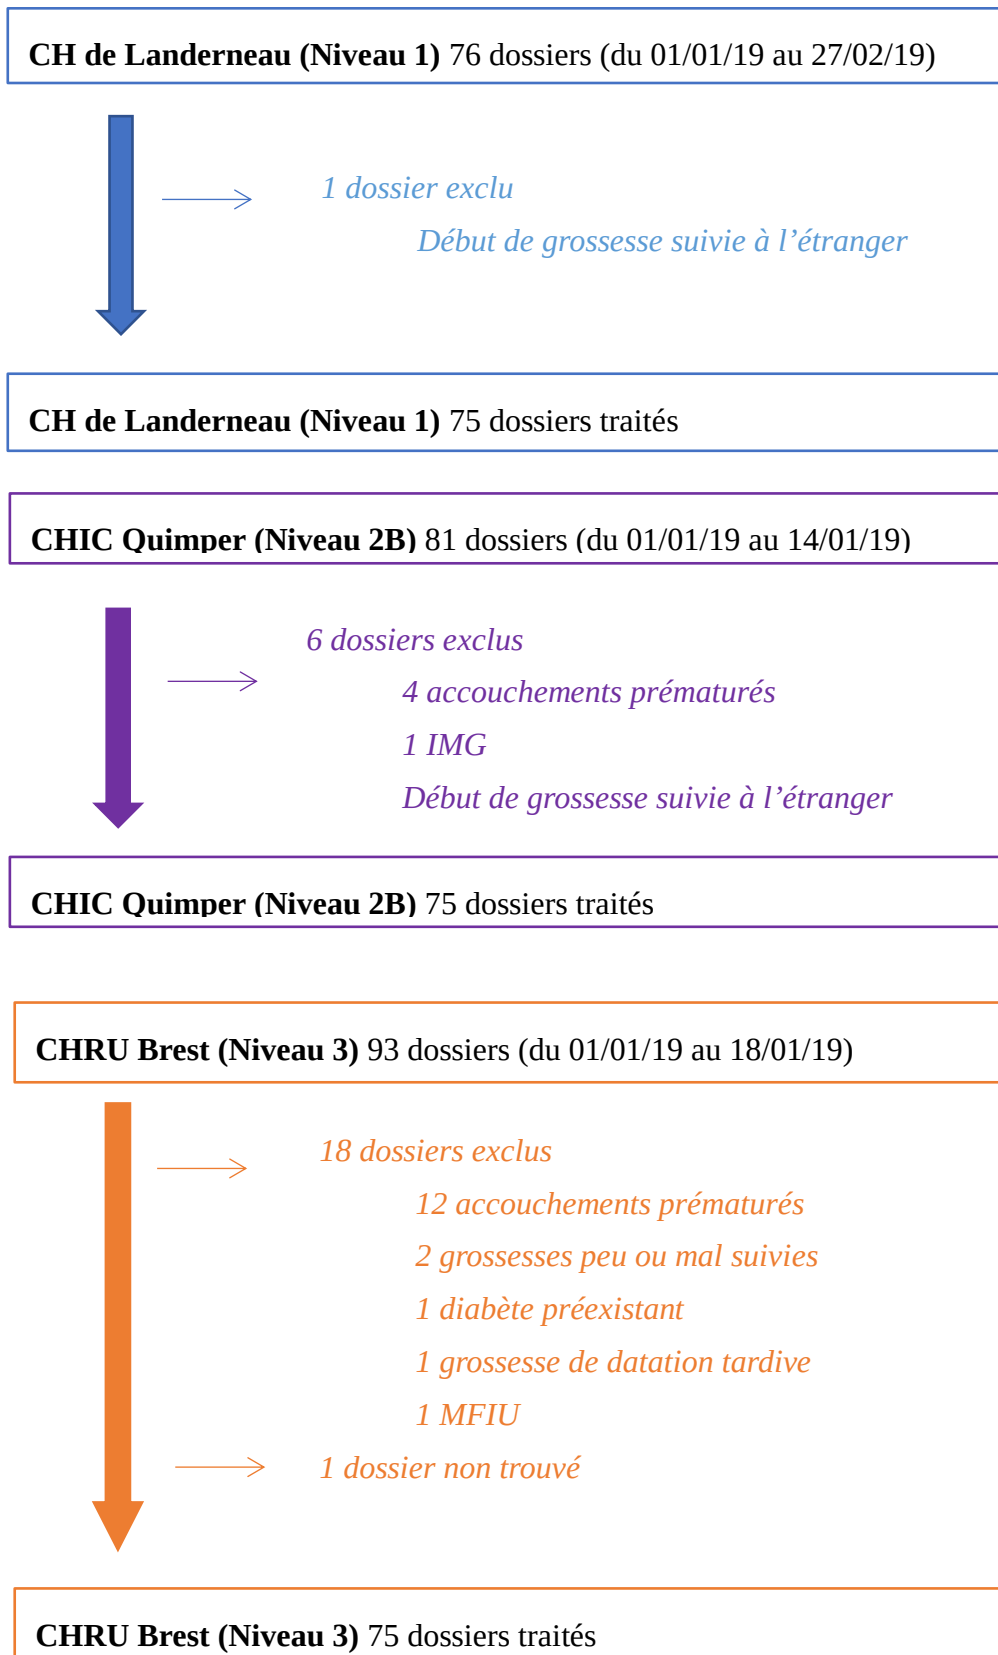 CH de Landerneau (Niveau 1) 76 dossiers (du 01/01/19 au 27/02/19)
1 dossier exclu
Début de grossesse suivie à l’étranger
CH de Landerneau (Niveau 1) 75 dossiers traités
CHIC Quimper (Niveau 2B) 81 dossiers (du 01/01/19 au 14/01/19)
6 dossiers exclus
4 accouchements prématurés
1 IMG
Début de grossesse suivie à l’étranger
CHIC Quimper (Niveau 2B) 75 dossiers traités
CHRU Brest (Niveau 3) 93 dossiers (du 01/01/19 au 18/01/19)
18 dossiers exclus
12 accouchements prématurés
2 grossesses peu ou mal suivies
1 diabète préexistant
1 grossesse de datation tardive
1 MFIU
1 dossier non trouvé
CHRU Brest (Niveau 3) 75 dossiers traités